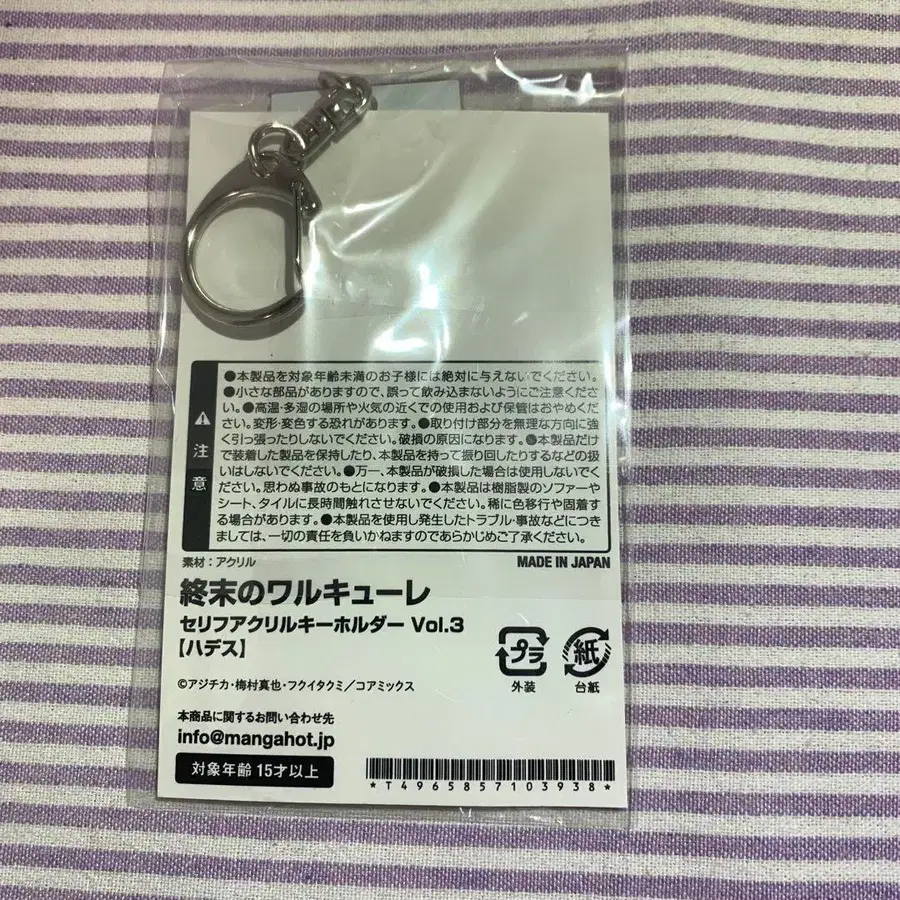 ●本製品を対象年齢未満のお子様には絶対に与えないでください。
●小さな部品がありますので、誤って飲み込まないようにご注意くださ
い。●高温・多湿の場所や火気の近くでの使用および保管はおやめくだ
さい。変形・変色する恐れがあります。●取り付け部分を無理な方向に強
く引っ張ったりしないでください。破損の原因になります。●本製品だけ
で装着した製品を保持したり、本製品を持って振り回したりするなどの扱
いはしないでください。●万一、本製品が破損した場合は使用しないでく
ださい。思わぬ事故のもとになります。●本製品は樹脂製のソファーや
シート、タイルに長時間触れさせないでください。稀に色移行や固着す
る場合があります。●本製品を使用し発生したトラブル・事故などにつき
ましては、一切の責任を負いかねますのであらかじめご了承ください。
注意
素材：アクリル
MADE IN JAPAN
終末のワルキューレ
セリフアクリルキーホルダー Vol.3
【ハデス】
プラ
外装
紙
台紙
©アジチカ・梅村真也・フクイタクミ／コアミックス
本商品に関するお問い合わせ先
info@mangahot.jp
対象年齢 15才以上
*T4965857103938*